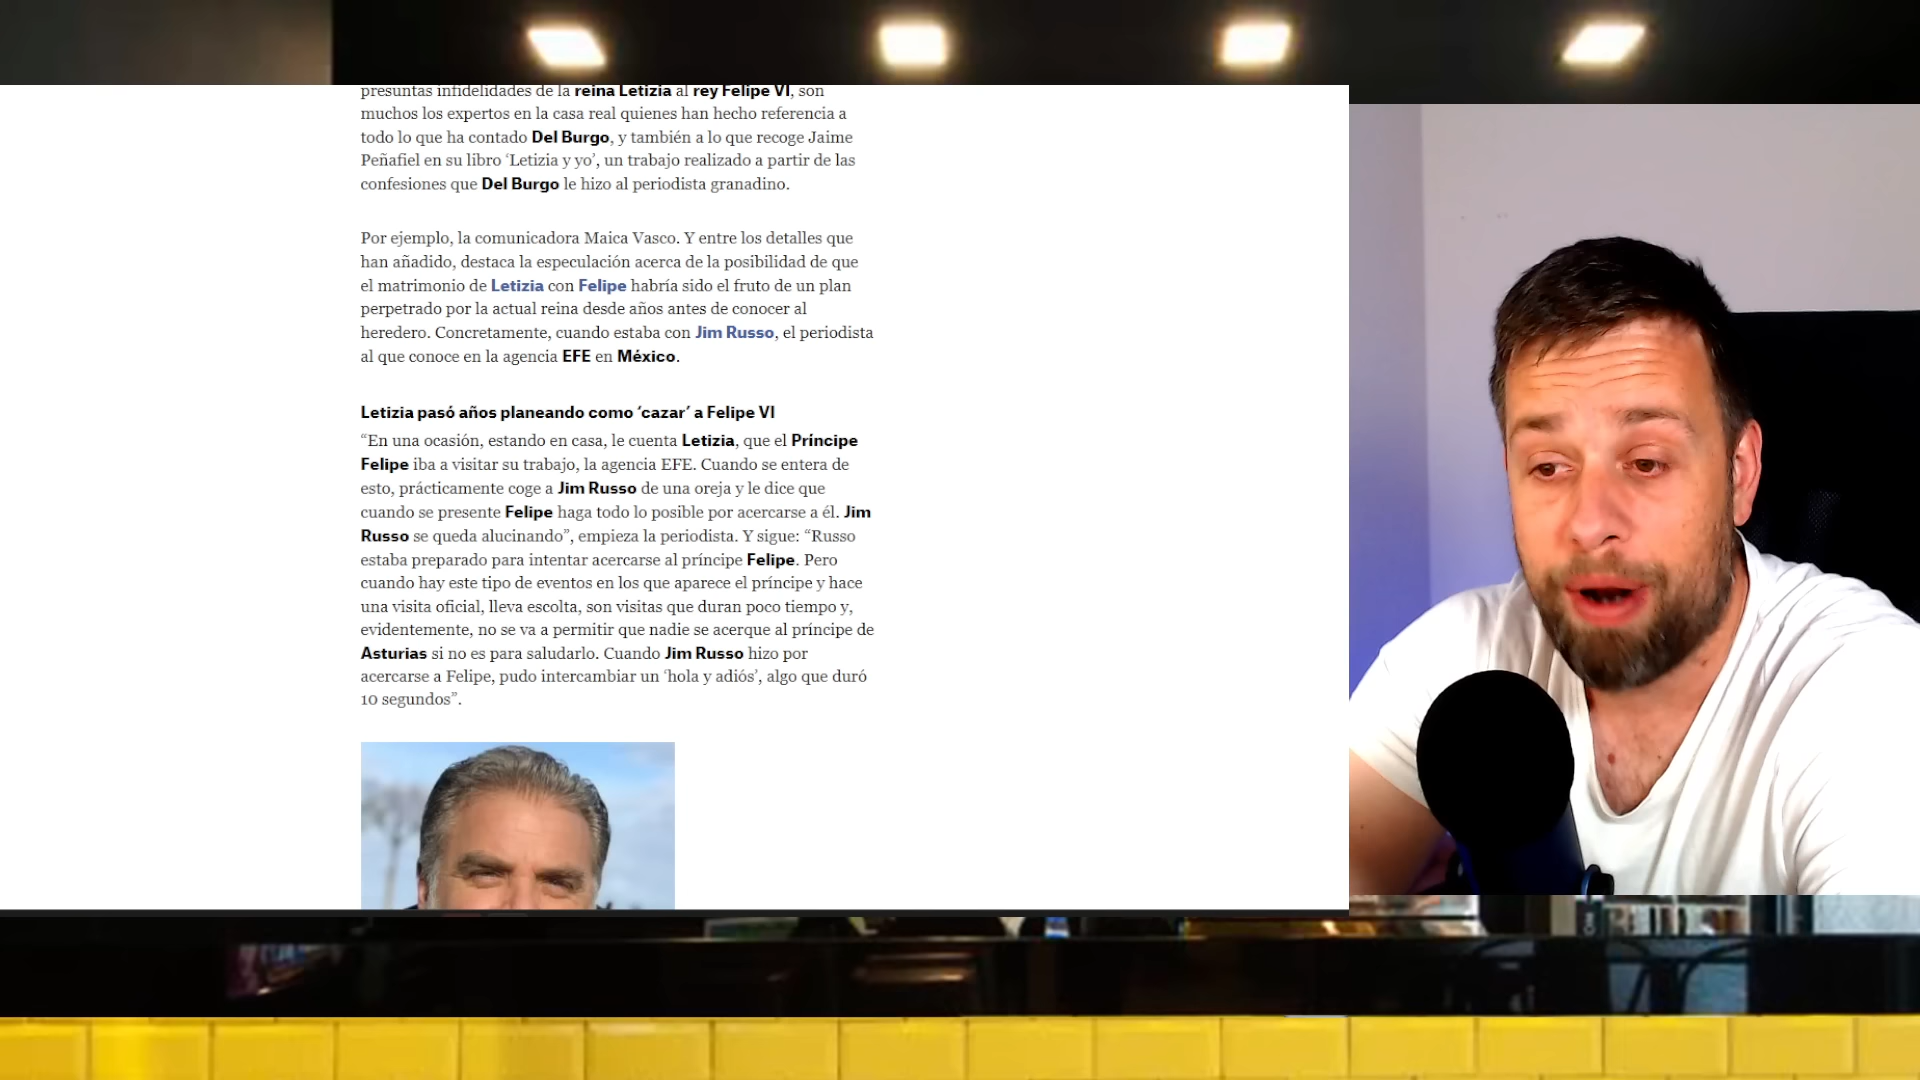 presuntas infidelidades de la reina Letizia al rey Felipe VI, son
muchos los expertos en la casa real quienes han hecho referencia a
todo lo que ha contado Del Burgo, y también a lo que recoge Jaime
Peñafiel en su libro ‘Letizia y yo’, un trabajo realizado a partir de las
confesiones que Del Burgo le hizo al periodista granadino.
Por ejemplo, la comunicadora Maica Vasco. Y entre los detalles que
han añadido, destaca la especulación acerca de la posibilidad de que
el matrimonio de Letizia con Felipe habría sido el fruto de un plan
perpetrado por la actual reina desde años antes de conocer al
heredero. Concretamente, cuando estaba con Jim Russo, el periodista
al que conoce en la agencia EFE en México.
Letizia pasó años planeando como ‘cazar’ a Felipe VI
“En una ocasión, estando en casa, le cuenta Letizia, que el Príncipe
Felipe iba a visitar su trabajo, la agencia EFE. Cuando se entera de
esto, prácticamente coge a Jim Russo de una oreja y le dice que
cuando se presente Felipe haga todo lo posible por acercarse a él. Jim
Russo se queda alucinando”, empieza la periodista. Y sigue: “Russo
estaba preparado para intentar acercarse al príncipe Felipe. Pero
cuando hay este tipo de eventos en los que aparece el príncipe y hace
una visita oficial, lleva escolta, son visitas que duran poco tiempo y,
evidentemente, no se va a permitir que nadie se acerque al príncipe de
Asturias si no es para saludarlo. Cuando Jim Russo hizo por
acercarse a Felipe, pudo intercambiar un ‘hola y adiós’, algo que duró
10 segundos”.